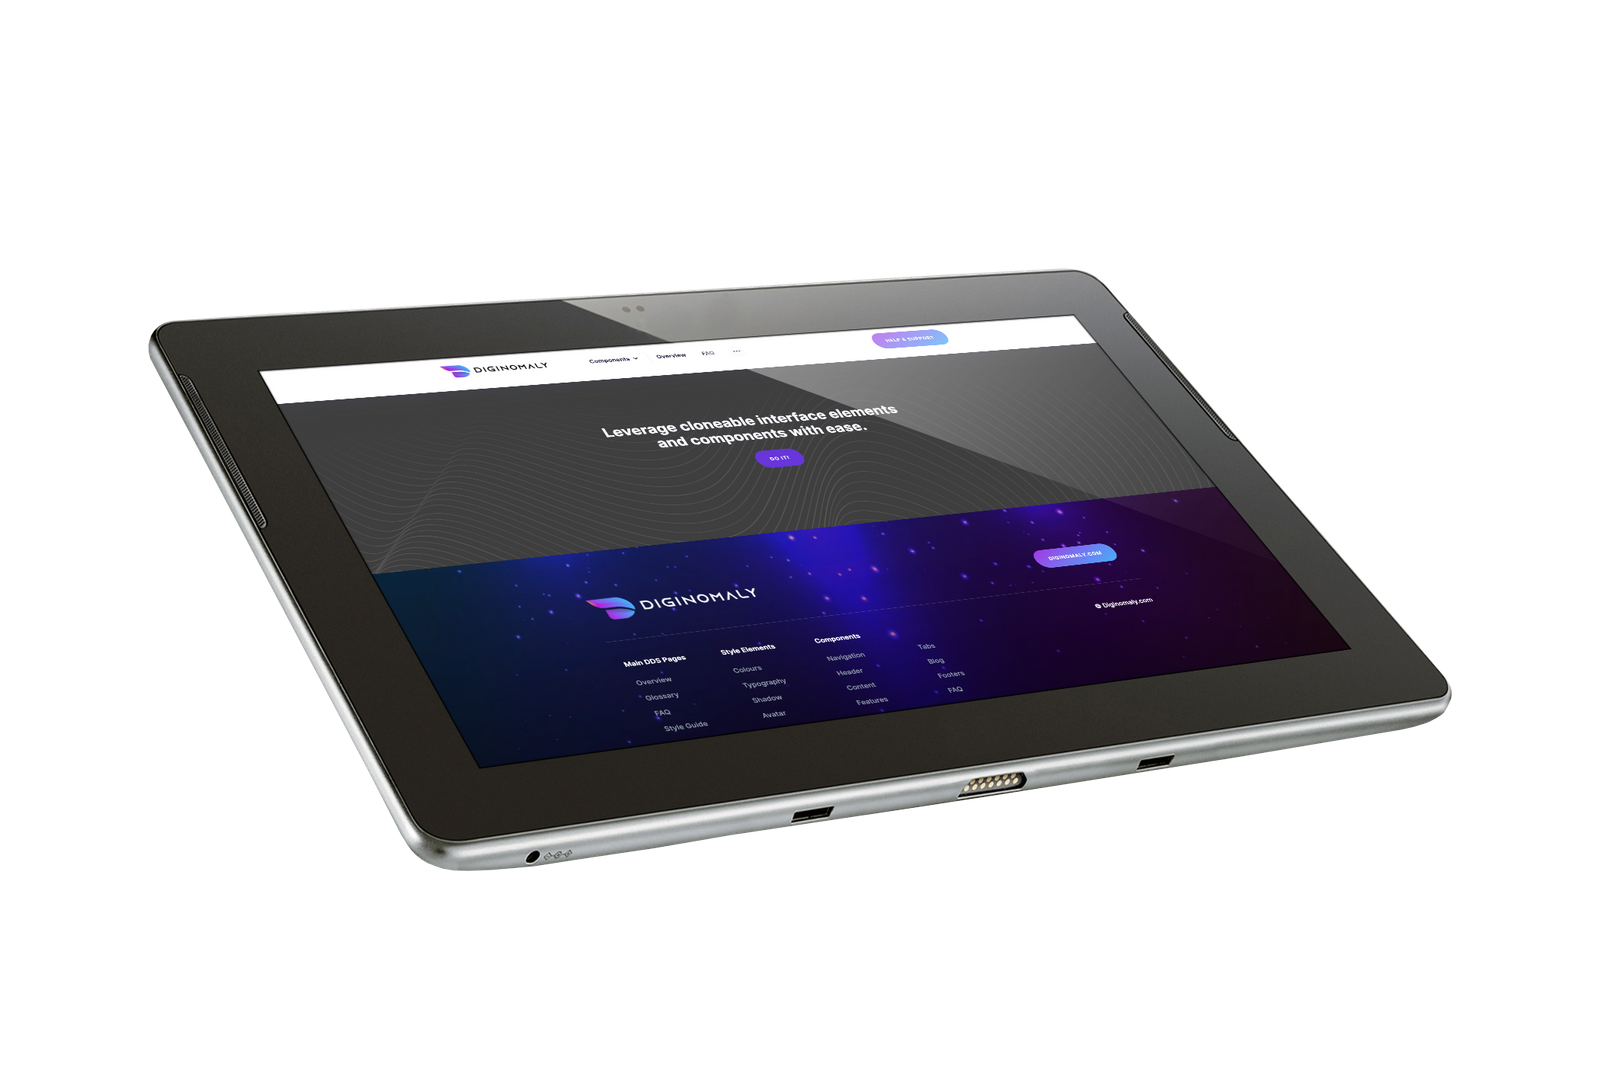 DIGINOMALY
Components
Overview
FAQ
HELP & SUPPORT
Leverage cloneable interface elements
and components with ease.
DO IT!
DIGINOMALY
DIGINOMALY.COM
© Diginomaly.com
Main DDS Pages
Overview
Glossary
FAQ
Style Guide
Style Elements
Colours
Typography
Shadow
Avatar
Components
Navigation
Header
Content
Features
Tabs
Blog
Footers
FAQ